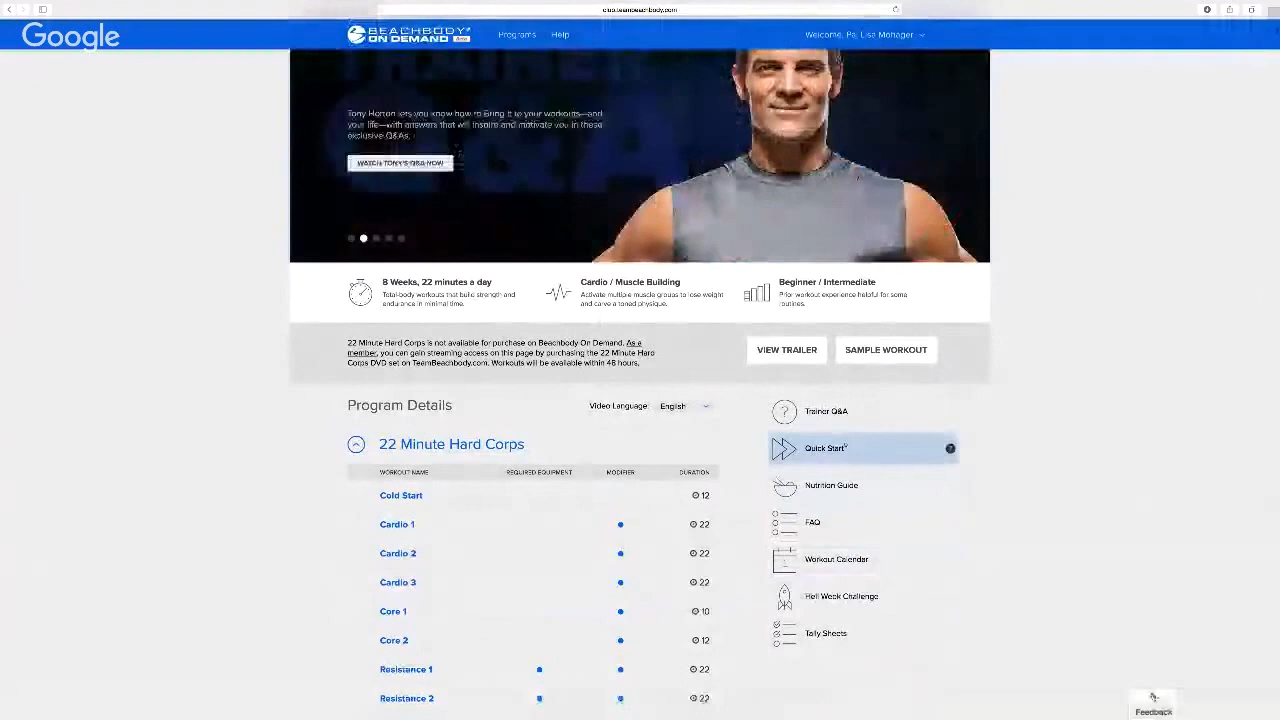 club.teambeachbody.com
Google
BEACHBODY
ON DEMAND Beta
Programs
Help
Welcome, Pa, Lisa Mohager
TRAINER
Q&A
Tony Horton lets you know how to Bring It to your workouts—and
your life—with answers that will inspire and motivate you in these
exclusive Q&As.
WATCH TONY'S Q&A NOW
8 Weeks, 22 minutes a day
Total-body workouts that build strength and
endurance in minimal time.
Cardio / Muscle Building
Activate multiple muscle groups to lose weight
and carve a toned physique.
Beginner / Intermediate
Prior workout experience helpful for some
routines.
22 Minute Hard Corps is not available for purchase on Beachbody On Demand. As a
member, you can gain streaming access on this page by purchasing the 22 Minute Hard
Corps DVD set on TeamBeachbody.com. Workouts will be available within 48 hours.
VIEW TRAILER
SAMPLE WORKOUT
Program Details
Video Language:
English
22 Minute Hard Corps
WORKOUT NAME
REQUIRED EQUIPMENT
MODIFIER
DURATION
Cold Start
12
Cardio 1
22
Cardio 2
22
Cardio 3
22
Core 1
10
Core 2
12
Resistance 1
22
Resistance 2
22
Trainer Q&A
Quick Start
?
Nutrition Guide
FAQ
Workout Calendar
Hell Week Challenge
Tally Sheets
Feedback